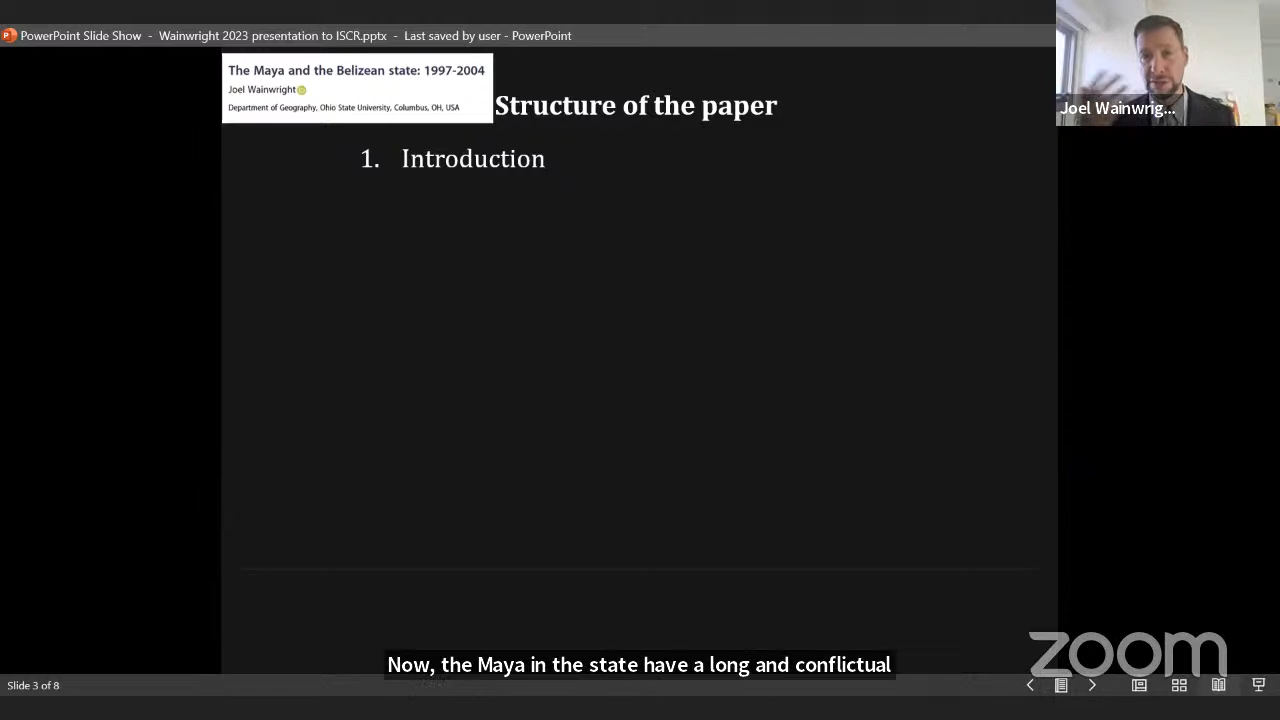 PowerPoint Slide Show - Wainwright 2023 presentation to ISCR.pptx - Last saved by user - PowerPoint
The Maya and the Belizean state: 1997-2004
Joel Wainwright
Department of Geography, Ohio State University, Columbus, OH, USA
Structure of the paper
Joel Wainwrig...
1. Introduction
Now, the Maya in the state have a long and conflictual
zoom
Slide 3 of 8